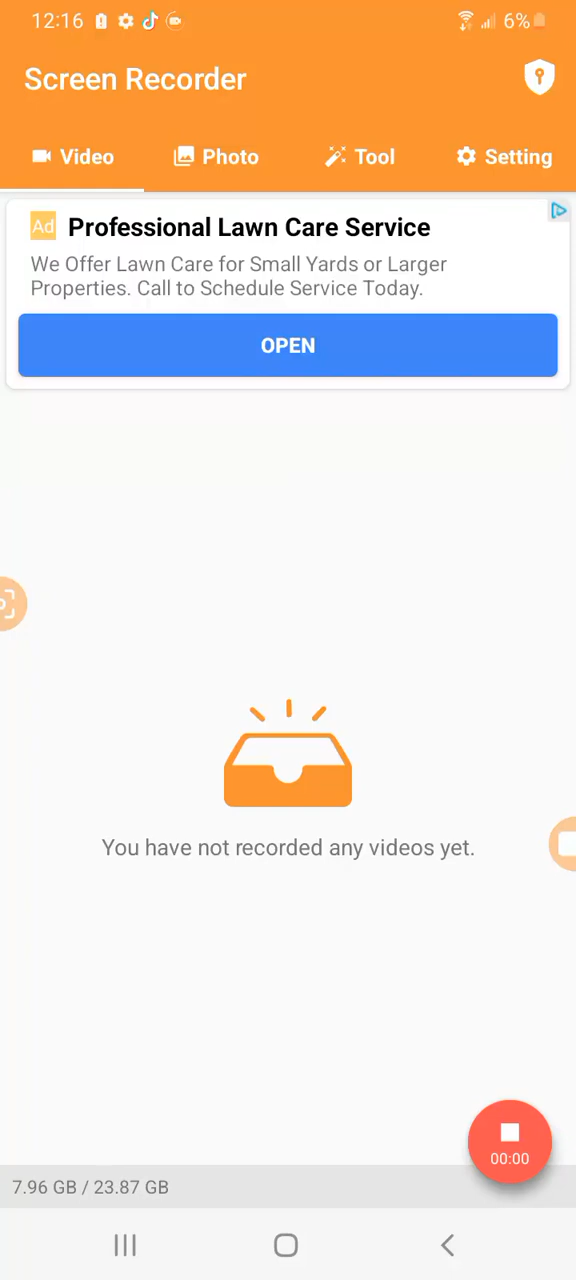 12:16 6%
Screen Recorder
Video Photo Tool Setting
Ad Professional Lawn Care Service
We Offer Lawn Care for Small Yards or Larger
Properties. Call to Schedule Service Today.
OPEN
You have not recorded any videos yet.
00:00
7.96 GB / 23.87 GB